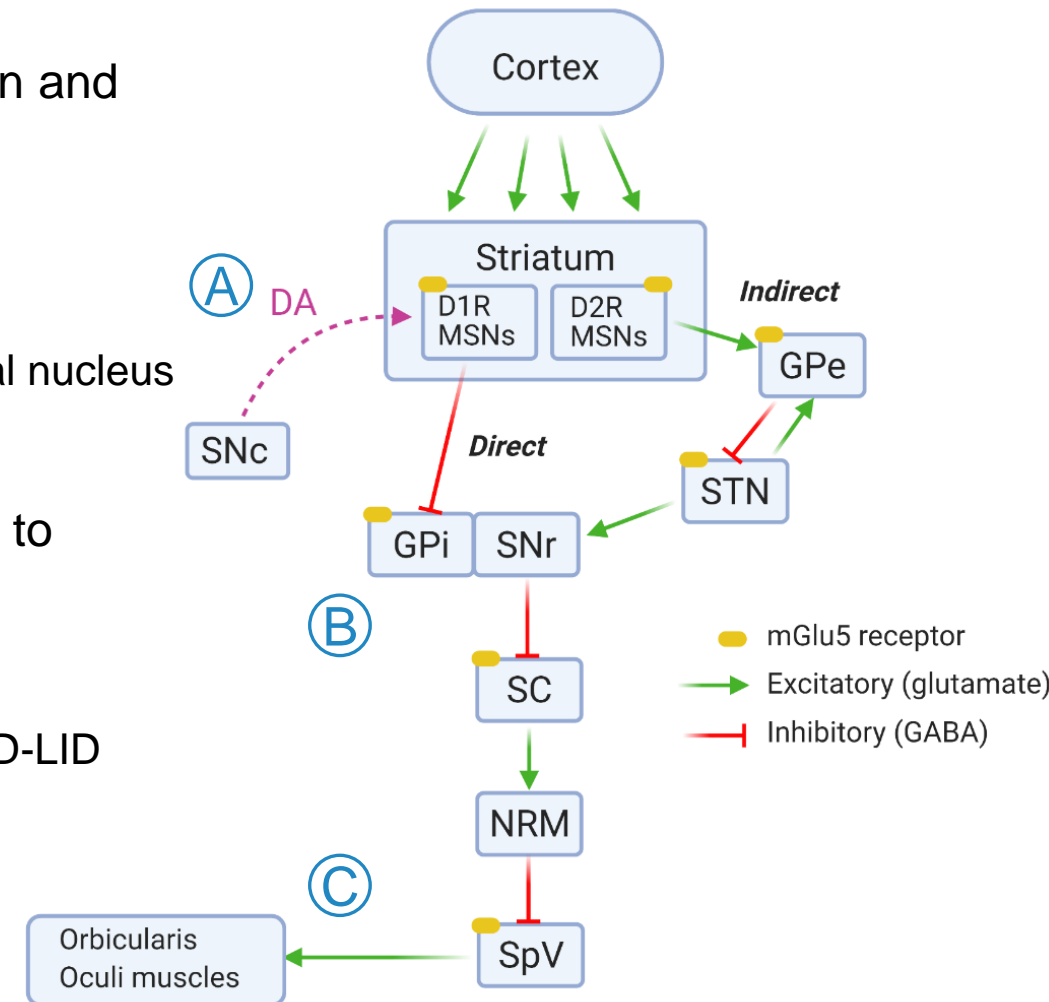 n and
al nucleus
to
D-LID
Cortex
Striatum
D1R
MSNs
D2R
MSNs
Indirect
A
DA
GPe
SNc
Direct
STN
GPi
SNr
B
SC
mGlu5 receptor
Excitatory (glutamate)
Inhibitory (GABA)
NRM
C
SpV
Orbicularis
Oculi muscles